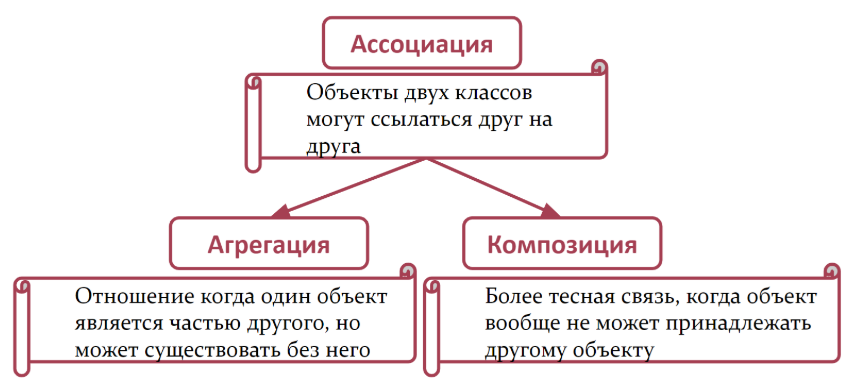 Ассоциация
Объекты двух классов
могут ссылаться друг на
друга
Агрегация
Отношение когда один объект
является частью другого, но
может существовать без него
Композиция
Более тесная связь, когда объект
вообще не может принадлежать
другому объекту